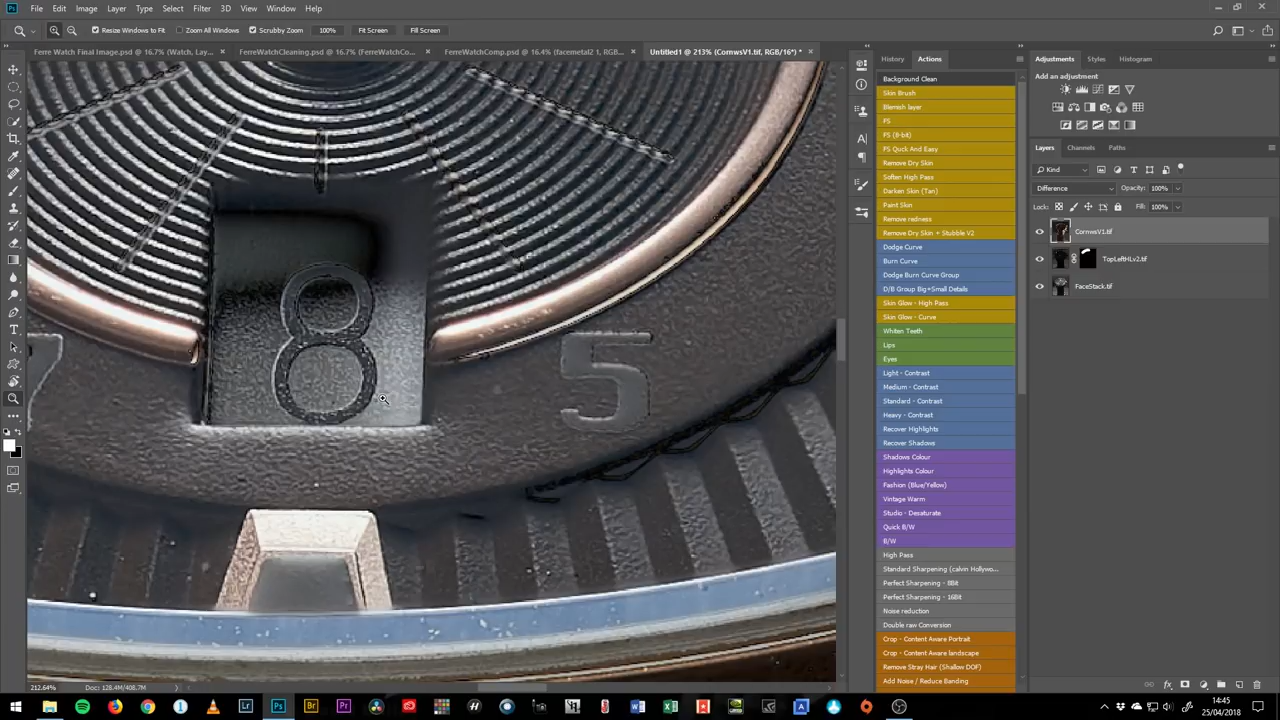 File Edit Image Layer Type Select Filter 3D View Window Help
Resize Windows to Fit Zoom All Windows Scrubby Zoom 100% Fit Screen Fill Screen
Ferre Watch Final Image.psd @ 16.7% (Watch, Lay... × FerreWatchCleaning.psd @ 16.7% (FerreWatchCo... × FerreWatchComp.psd @ 16.4% (facemetal2 1, RGB... × Untitled1 @ 213% (CornwsV1.tif, RGB/16*) * ×
History Actions
Background Clean
Skin Brush
Blemish layer
FS
FS (8-bit)
FS Quck And Easy
Remove Dry Skin
Soften High Pass
Darken Skin (Tan)
Paint Skin
Remove redness
Remove Dry Skin + Stubble V2
Dodge Curve
Burn Curve
Dodge Burn Curve Group
D/B Group Big+Small Details
Skin Glow - High Pass
Skin Glow - Curve
Whiten Teeth
Lips
Eyes
Light - Contrast
Medium - Contrast
Standard - Contrast
Heavy - Contrast
Recover Highlights
Recover Shadows
Shadows Colour
Highlights Colour
Fashion (Blue/Yellow)
Vintage Warm
Studio - Desaturate
Quick B/W
B/W
High Pass
Standard Sharpening (calvin Hollywo...
Perfect Sharpening - 8Bit
Perfect Sharpening - 16Bit
Noise reduction
Double raw Conversion
Crop - Content Aware Portrait
Crop - Content Aware landscape
Remove Stray Hair (Shallow DOF)
Add Noise / Reduce Banding
Adjustments Styles Histogram
Add an adjustment
Layers Channels Paths
Kind
Difference Opacity: 100%
Lock: Fill: 100%
CornwsV1.tif
TopLeftHLv2.tif
FaceStack.tif
8
5
212.64% Doc: 128.4M/408.7M
14:45
25/04/2018